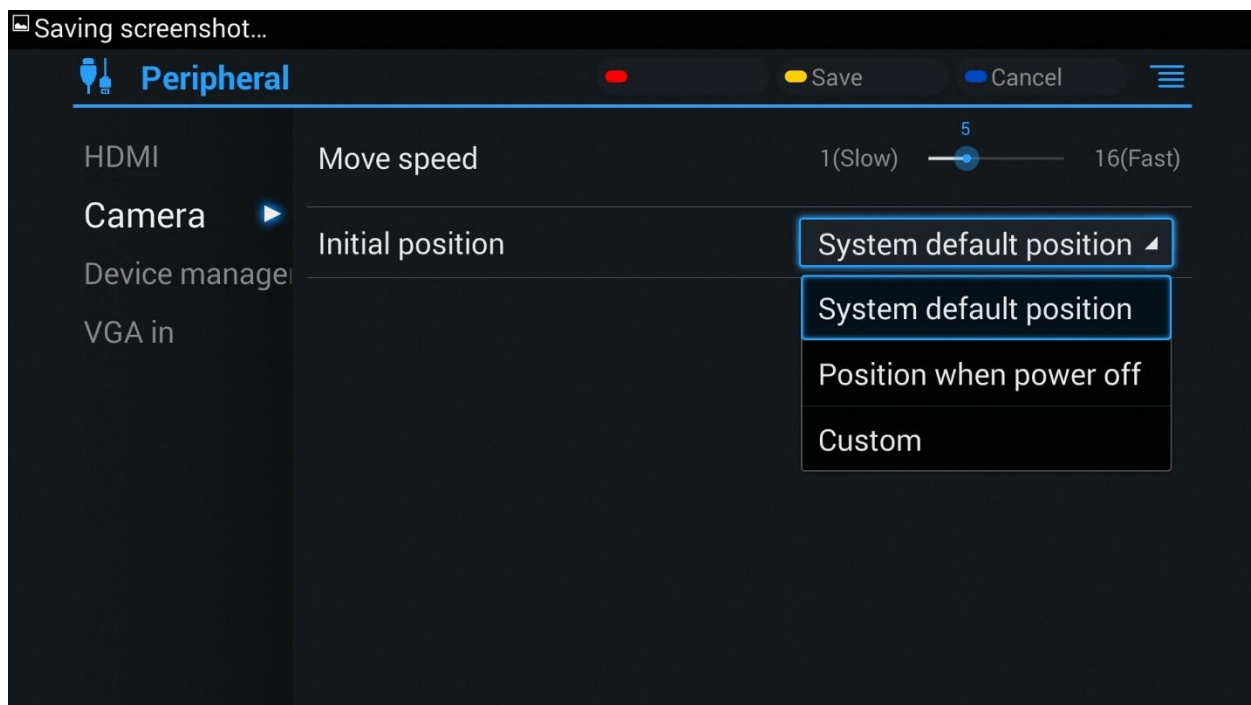 Saving screenshot...
Peripheral
Save
Cancel
HDMI
Move speed
1(Slow)
5
16(Fast)
Camera
Initial position
System default position
Device manager
System default position
VGA in
Position when power off
Custom